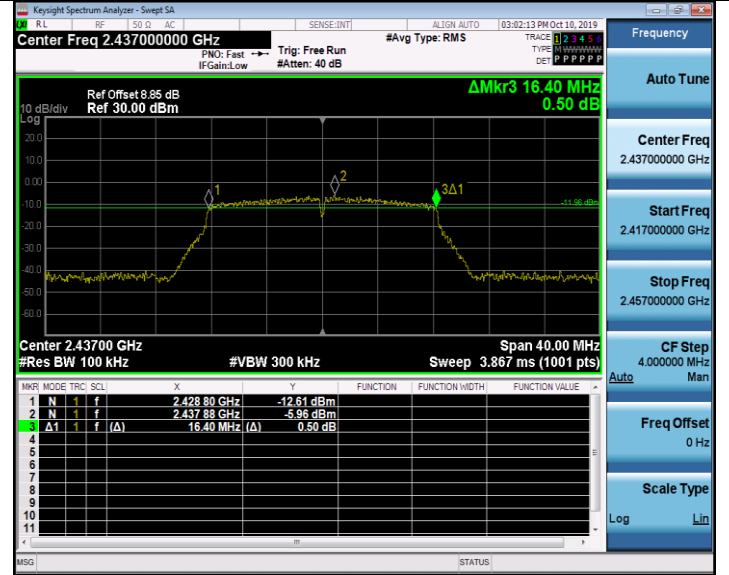 Keysight Spectrum Analyzer - Swept SA
RL RF 50 Ω AC SENSE:INT ALIGN AUTO 03:02:13 PM Oct 10, 2019
Center Freq 2.437000000 GHz #Avg Type: RMS TRACE 1 2 3 4 5 6
PNO: Fast Trig: Free Run TYPE M WWWWW
IFGain:Low #Atten: 40 dB DET P P P P P P
Frequency
Auto Tune
Center Freq
2.437000000 GHz
Start Freq
2.417000000 GHz
Stop Freq
2.457000000 GHz
CF Step
4.000000 MHz
Auto Man
Freq Offset
0 Hz
Scale Type
Log Lin
ΔMkr3 16.40 MHz
0.50 dB
Ref Offset 8.85 dB
10 dB/div Ref 30.00 dBm
Log
20.0
10.0
0.00
-10.0
-20.0
-30.0
-40.0
-50.0
-60.0
1
2
3Δ1
-11.96 dBm
Center 2.43700 GHz Span 40.00 MHz
#Res BW 100 kHz #VBW 300 kHz Sweep 3.867 ms (1001 pts)
MKR MODE TRC SCL X Y FUNCTION FUNCTION WIDTH FUNCTION VALUE
1 N 1 f 2.428 80 GHz -12.61 dBm
2 N 1 f 2.437 88 GHz -5.96 dBm
3 Δ1 1 f (Δ) 16.40 MHz (Δ) 0.50 dB
4
5
6
7
8
9
10
11
MSG STATUS